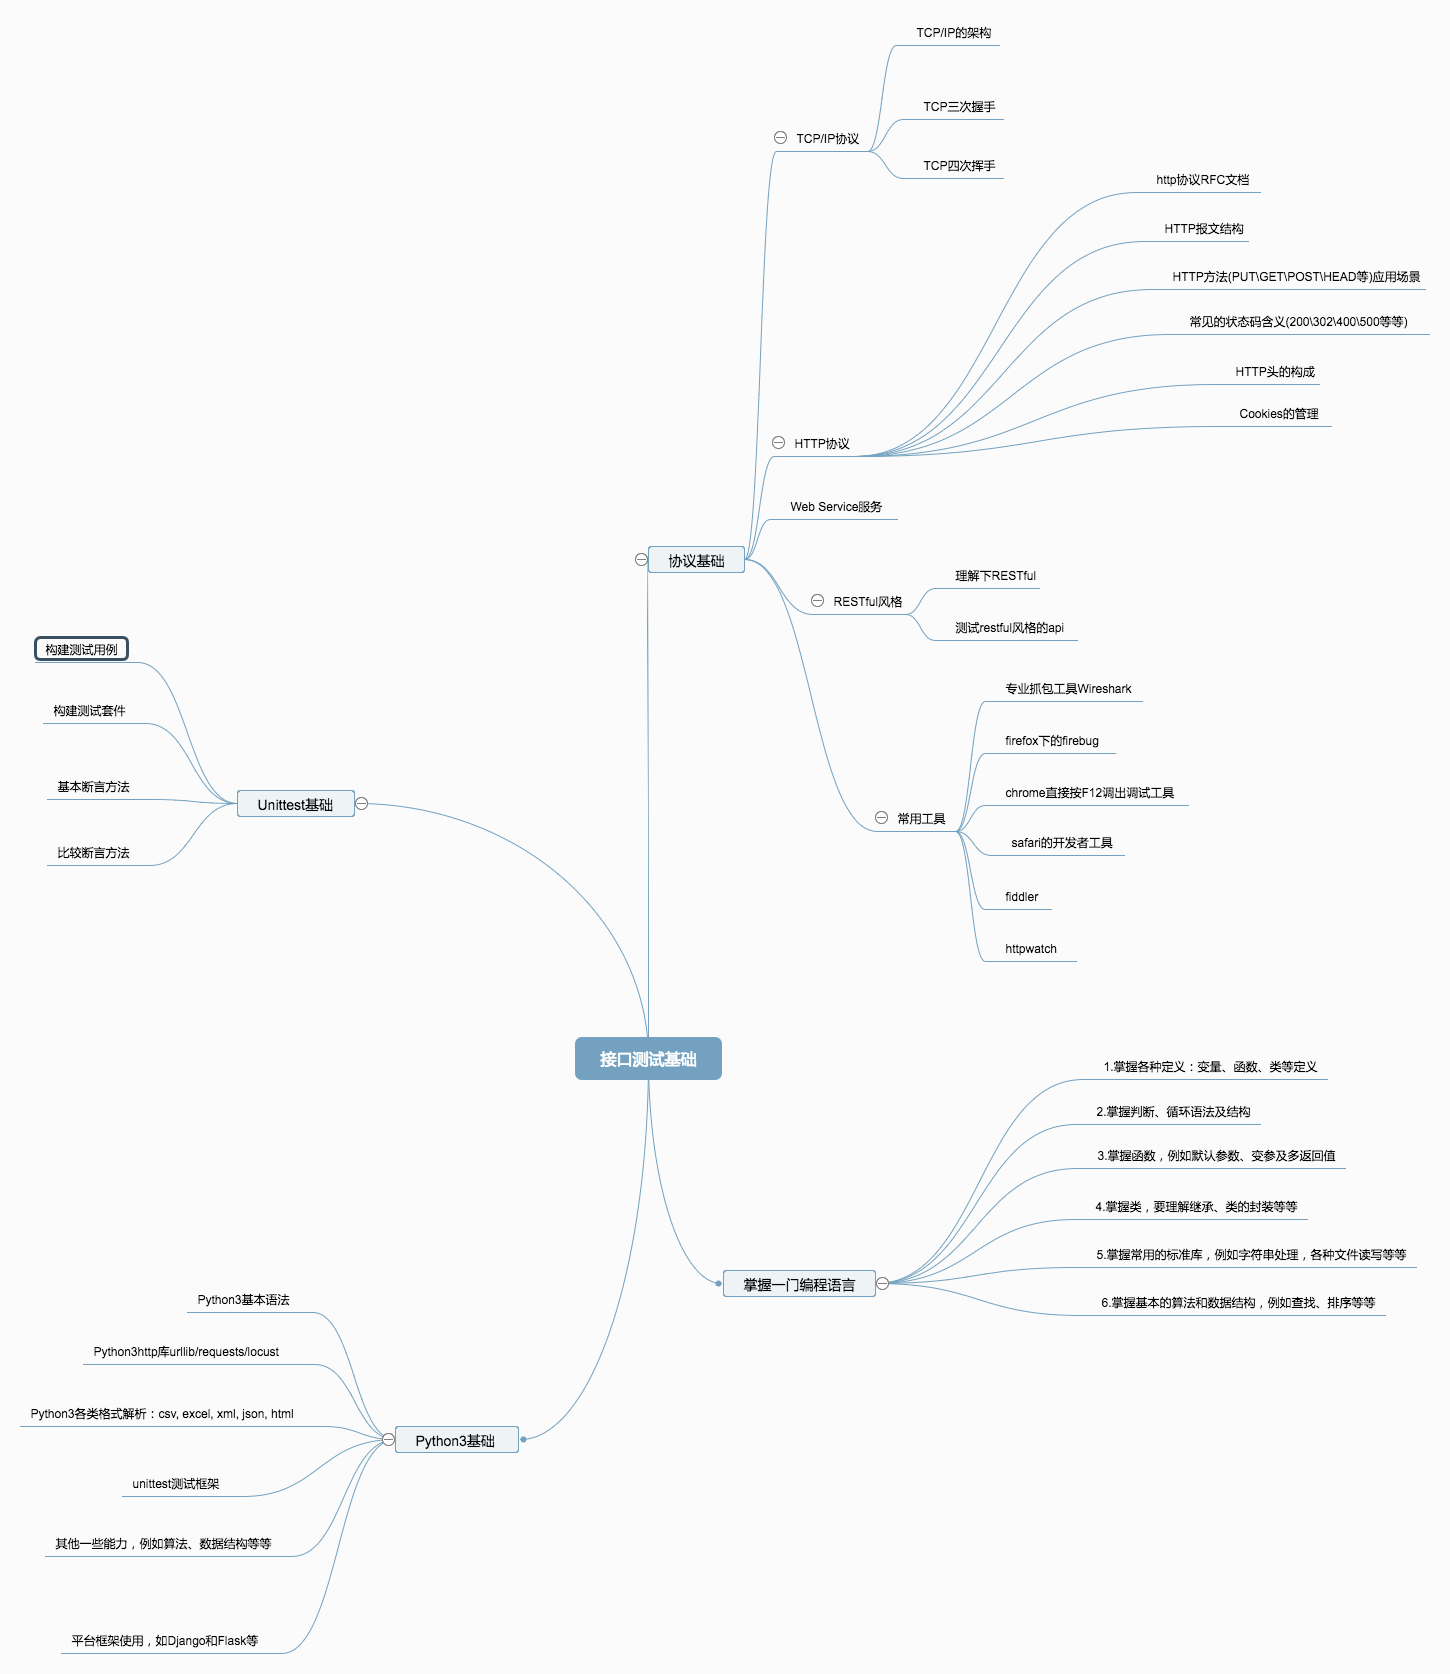 接口测试基础
协议基础
TCP/IP协议
TCP/IP的架构
TCP三次握手
TCP四次挥手
HTTP协议
http协议RFC文档
HTTP报文结构
HTTP方法(PUT\GET\POST\HEAD等)应用场景
常见的状态码含义(200\302\400\500等等)
HTTP头的构成
Cookies的管理
Web Service服务
RESTful风格
理解下RESTful
测试restful风格的api
常用工具
专业抓包工具Wireshark
firefox下的firebug
chrome直接按F12调出调试工具
safari的开发者工具
fiddler
httpwatch
掌握一门编程语言
1.掌握各种定义：变量、函数、类等定义
2.掌握判断、循环语法及结构
3.掌握函数，例如默认参数、变参及多返回值
4.掌握类，要理解继承、类的封装等等
5.掌握常用的标准库，例如字符串处理，各种文件读写等等
6.掌握基本的算法和数据结构，例如查找、排序等等
Unittest基础
构建测试用例
构建测试套件
基本断言方法
比较断言方法
Python3基础
Python3基本语法
Python3http库urllib/requests/locust
Python3各类格式解析：csv, excel, xml, json, html
unittest测试框架
其他一些能力，例如算法、数据结构等等
平台框架使用，如Django和Flask等